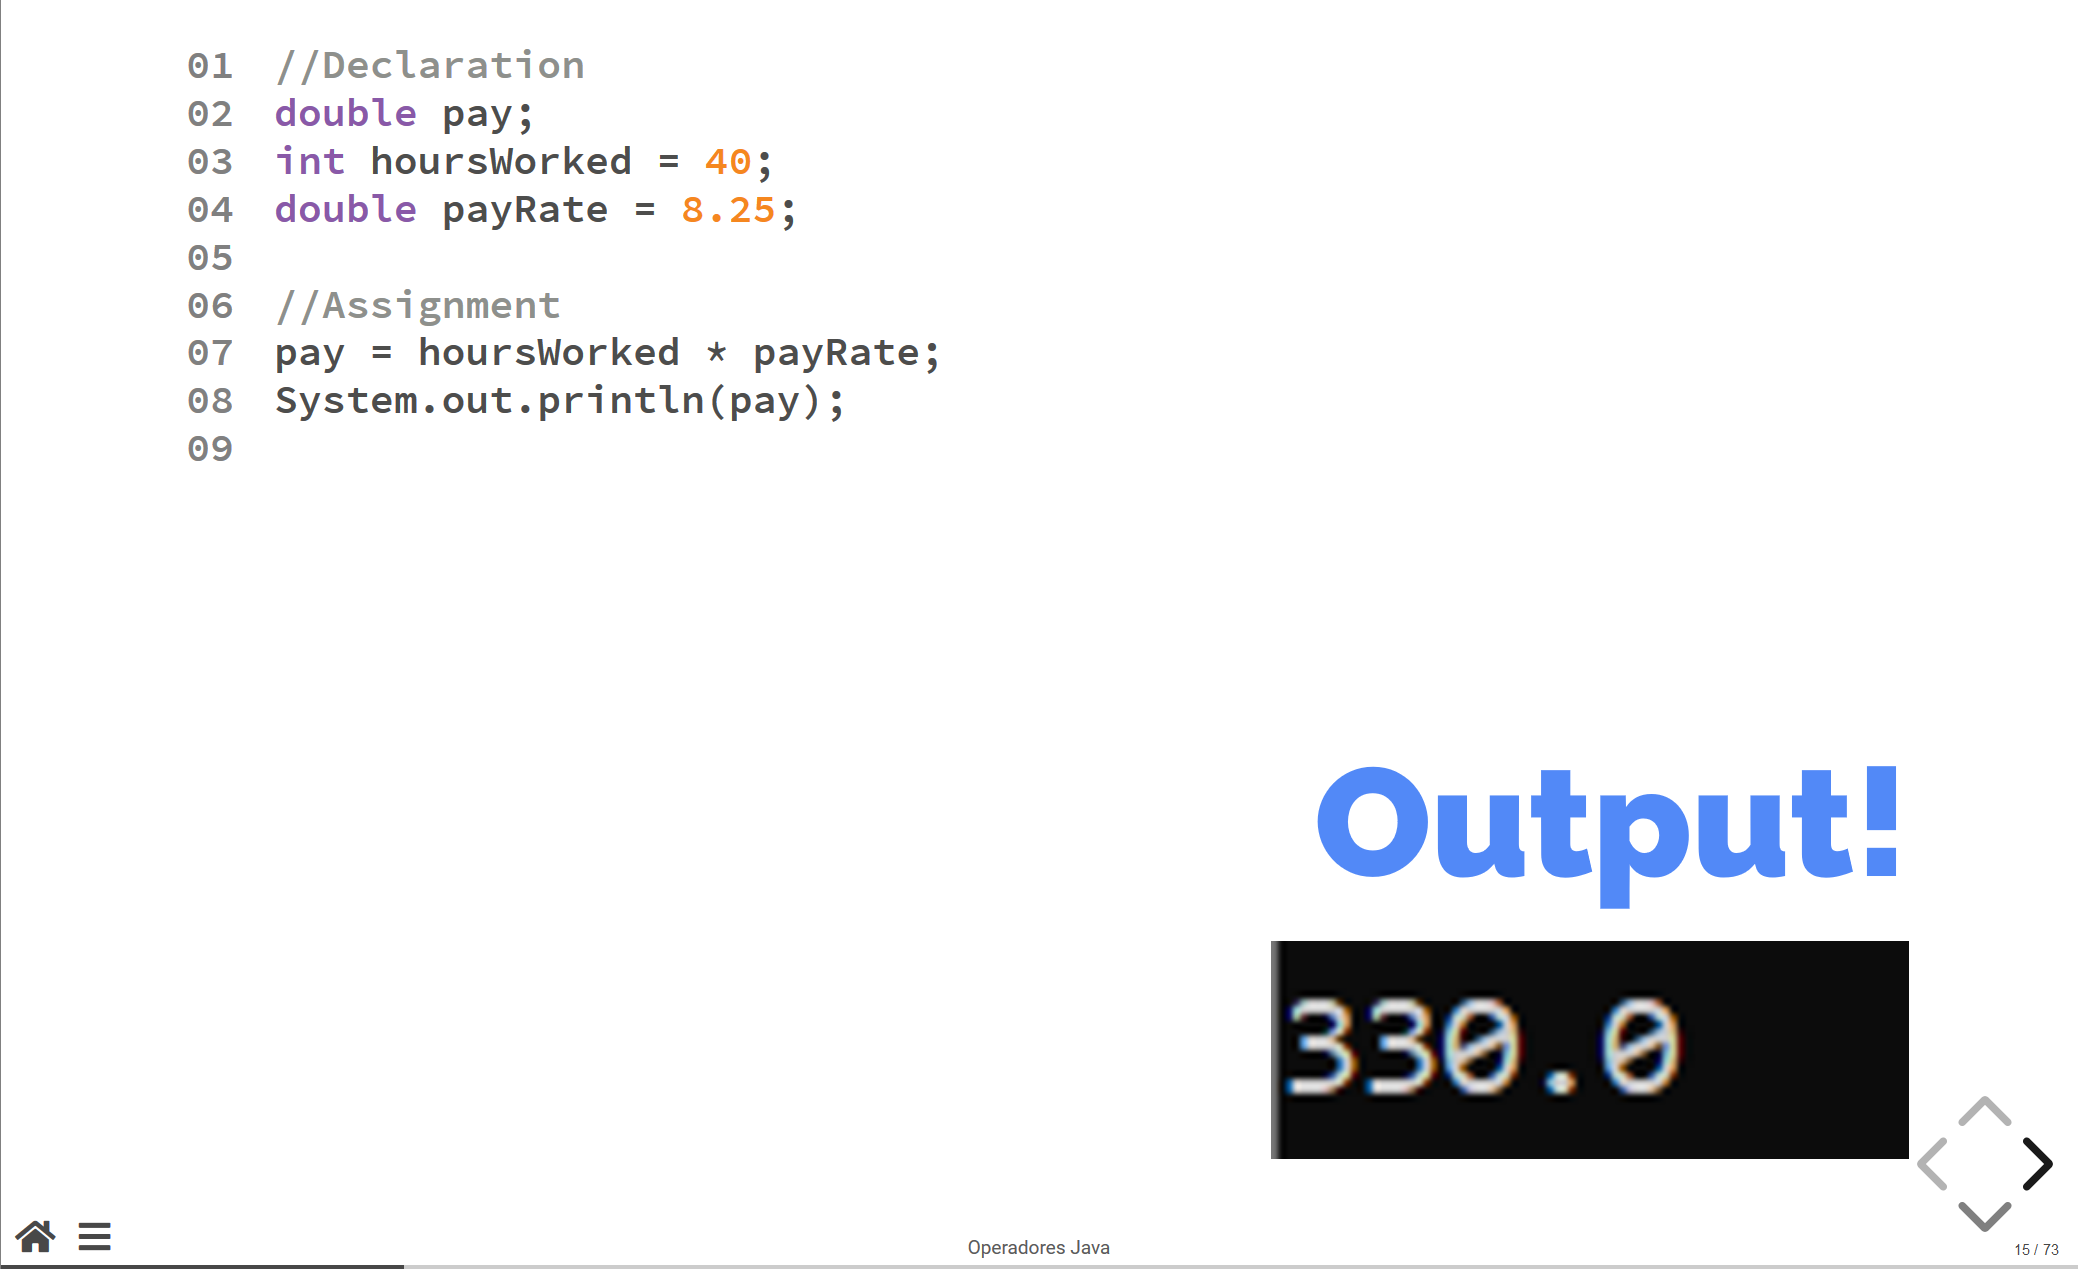 01 //Declaration
02 double pay;
03 int hoursWorked = 40;
04 double payRate = 8.25;
05
06 //Assignment
07 pay = hoursWorked * payRate;
08 System.out.println(pay);
09
Output!
330.0
Operadores Java
15 / 73